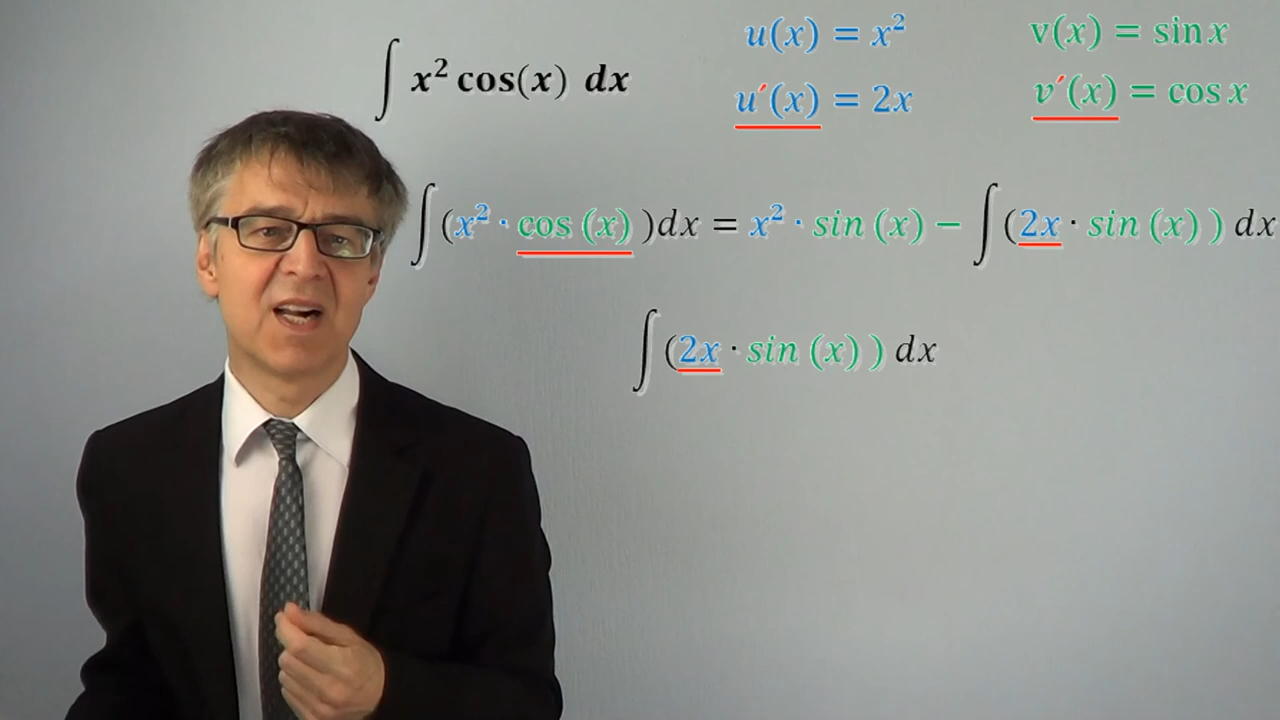 ∫ x² cos(x) dx
u(x) = x²
u´(x) = 2x
v(x) = sin x
v´(x) = cos x
∫ (x² · cos (x) )dx = x² · sin (x) − ∫ (2x · sin (x) ) dx
∫ (2x · sin (x) ) dx